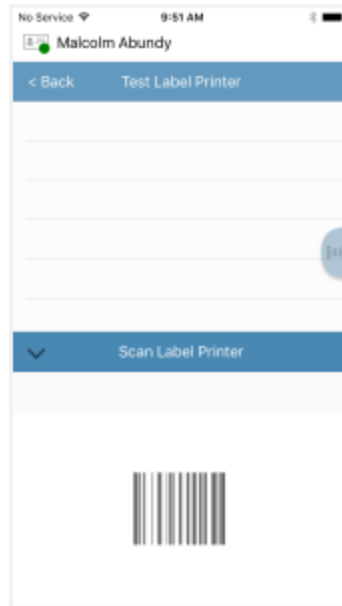 No Service 9:51 AM
Malcolm Abundy
< Back Test Label Printer
Scan Label Printer